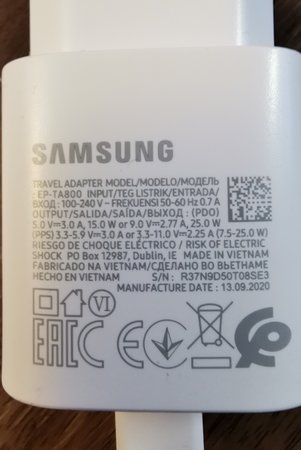 SAMSUNG
TRAVEL ADAPTER MODEL/MODELO/МОДЕЛЬ
: EP-TA800 INPUT/TEG LISTRIK/ENTRADA/
ВХОД : 100-240 V ~ FREKUENSI 50-60 Hz 0.7 A
OUTPUT/SALIDA/SAÍDA/ВЫХОД : (PDO)
5.0 V⎓3.0 A, 15.0 W or 9.0 V⎓2.77 A, 25.0 W
(PPS) 3.3-5.9 V⎓3.0 A or 3.3-11.0 V⎓2.25 A (7.5-25.0 W)
RIESGO DE CHOQUE ELÉCTRICO / RISK OF ELECTRIC
SHOCK PO Box 12987, Dublin, IE MADE IN VIETNAM
FABRICADO NA VIETNAM/СДЕЛАНО ВО ВЬЕТНАМЕ
HECHO EN VIETNAM S/N : R37N9D50T08SE3
MANUFACTURE DATE : 13.09.2020
VI
EAC CE